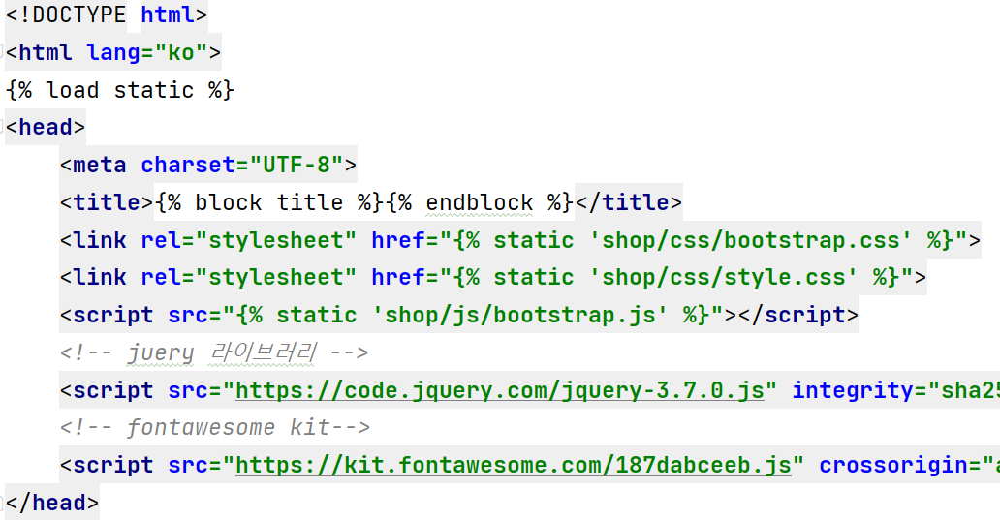 <!DOCTYPE html>
<html lang="ko">
{% load static %}
<head>
    <meta charset="UTF-8">
    <title>{% block title %}{% endblock %}</title>
    <link rel="stylesheet" href="{% static 'shop/css/bootstrap.css' %}">
    <link rel="stylesheet" href="{% static 'shop/css/style.css' %}">
    <script src="{% static 'shop/js/bootstrap.js' %}"></script>
    <!-- juery 라이브러리 -->
    <script src="https://code.jquery.com/jquery-3.7.0.js" integrity="sha25
    <!-- fontawesome kit-->
    <script src="https://kit.fontawesome.com/187dabceeb.js" crossorigin="a
</head>